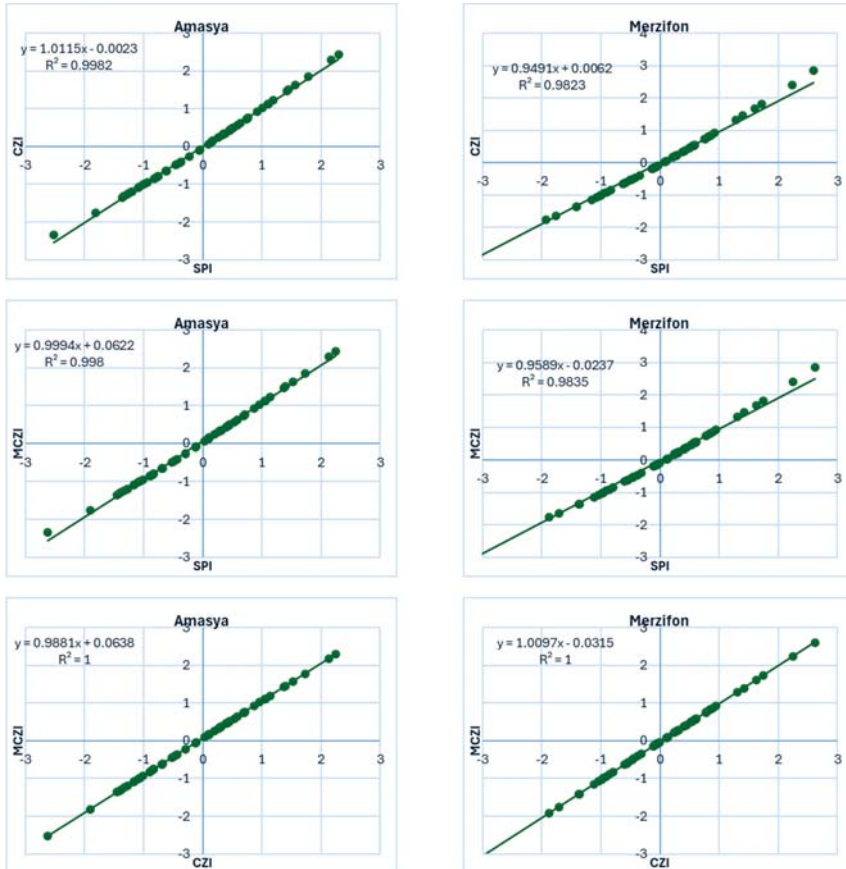 Amasya
3
y = 1.0115x - 0.0023
R² = 0.9982
2
1
CZI
0
-3 -2 -1 0 1 2 3
-1
-2
-3
SPI
Merzifon
4
y = 0.9491x + 0.0062
R² = 0.9823
3
2
1
CZI
0
-3 -2 -1 0 1 2 3
-1
-2
-3
SPI
Amasya
3
y = 0.9994x + 0.0622
R² = 0.998
2
1
MCZI
0
-3 -2 -1 0 1 2 3
-1
-2
-3
SPI
Merzifon
4
y = 0.9589x - 0.0237
R² = 0.9835
3
2
1
MCZI
0
-3 -2 -1 0 1 2 3
-1
-2
-3
SPI
Amasya
3
y = 0.9881x + 0.0638
R² = 1
2
1
MCZI
0
-3 -2 -1 0 1 2 3
-1
-2
-3
CZI
Merzifon
3
y = 1.0097x - 0.0315
R² = 1
2
1
MCZI
0
-3 -2 -1 0 1 2 3
-1
-2
-3
CZI